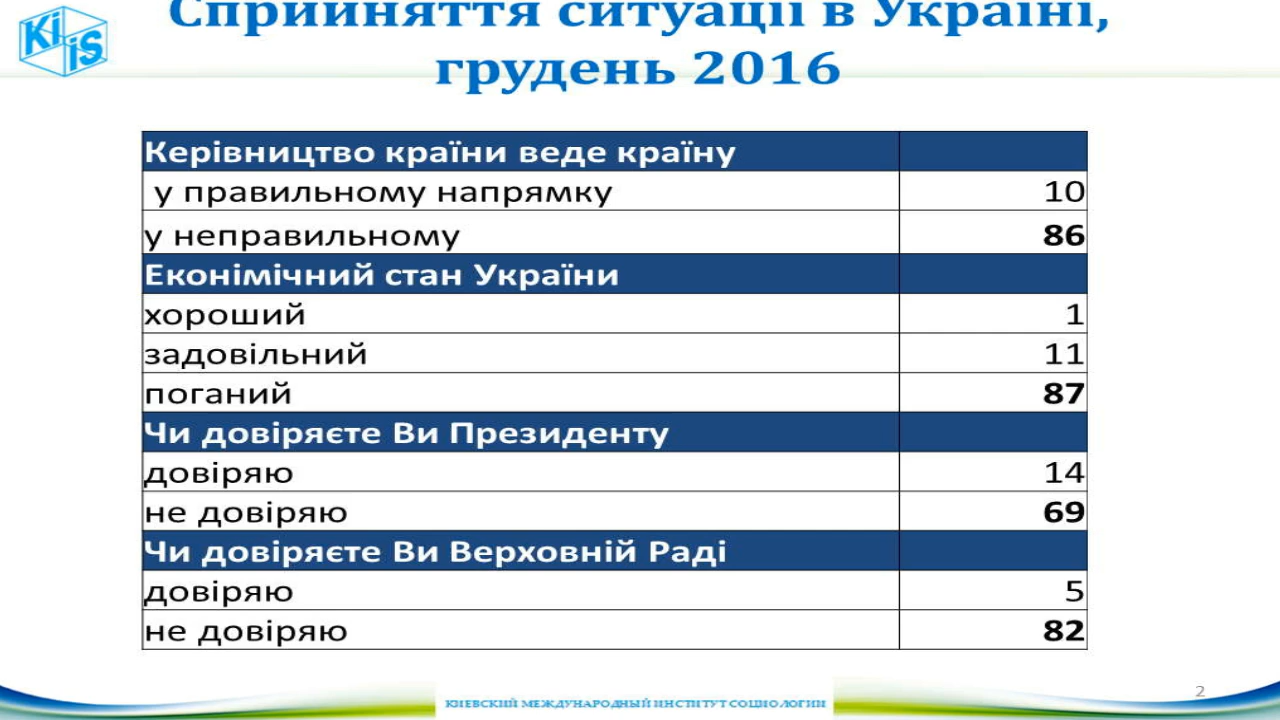 KiiS
Сприйняття ситуації в Україні,
грудень 2016
Керівництво країни веде країну
у правильному напрямку 10
у неправильному 86
Еконімічний стан України
хороший 1
задовільний 11
поганий 87
Чи довіряєте Ви Президенту
довіряю 14
не довіряю 69
Чи довіряєте Ви Верховній Раді
довіряю 5
не довіряю 82
2
КИЕВСКИЙ МЕЖДУНАРОДНЫЙ ИНСТИТУТ СОЦИОЛОГИИ